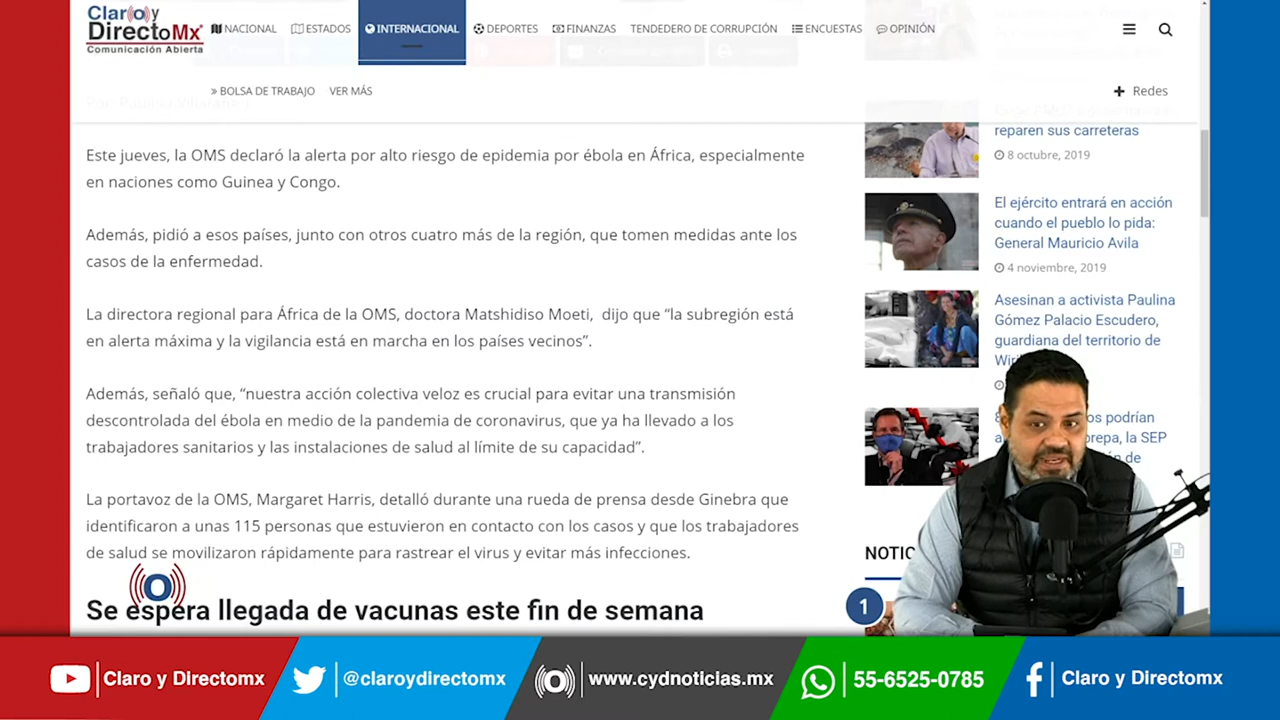 Claro y
DirectoMx
Comunicación Abierta
NACIONAL
ESTADOS
INTERNACIONAL
DEPORTES
FINANZAS
TENDEDERO DE CORRUPCIÓN
ENCUESTAS
OPINIÓN
» BOLSA DE TRABAJO
VER MÁS
+ Redes
Este jueves, la OMS declaró la alerta por alto riesgo de epidemia por ébola en África, especialmente
en naciones como Guinea y Congo.
Además, pidió a esos países, junto con otros cuatro más de la región, que tomen medidas ante los
casos de la enfermedad.
La directora regional para África de la OMS, doctora Matshidiso Moeti, dijo que “la subregión está
en alerta máxima y la vigilancia está en marcha en los países vecinos”.
Además, señaló que, “nuestra acción colectiva veloz es crucial para evitar una transmisión
descontrolada del ébola en medio de la pandemia de coronavirus, que ya ha llevado a los
trabajadores sanitarios y las instalaciones de salud al límite de su capacidad”.
La portavoz de la OMS, Margaret Harris, detalló durante una rueda de prensa desde Ginebra que
identificaron a unas 115 personas que estuvieron en contacto con los casos y que los trabajadores
de salud se movilizaron rápidamente para rastrear el virus y evitar más infecciones.
Se espera llegada de vacunas este fin de semana
reparen sus carreteras
8 octubre, 2019
El ejército entrará en acción
cuando el pueblo lo pida:
General Mauricio Avila
4 noviembre, 2019
Asesinan a activista Paulina
Gómez Palacio Escudero,
guardiana del territorio de
podrían
la SEP
de
1
Claro y Directomx
@claroydirectomx
www.cydnoticias.mx
55-6525-0785
Claro y Directomx